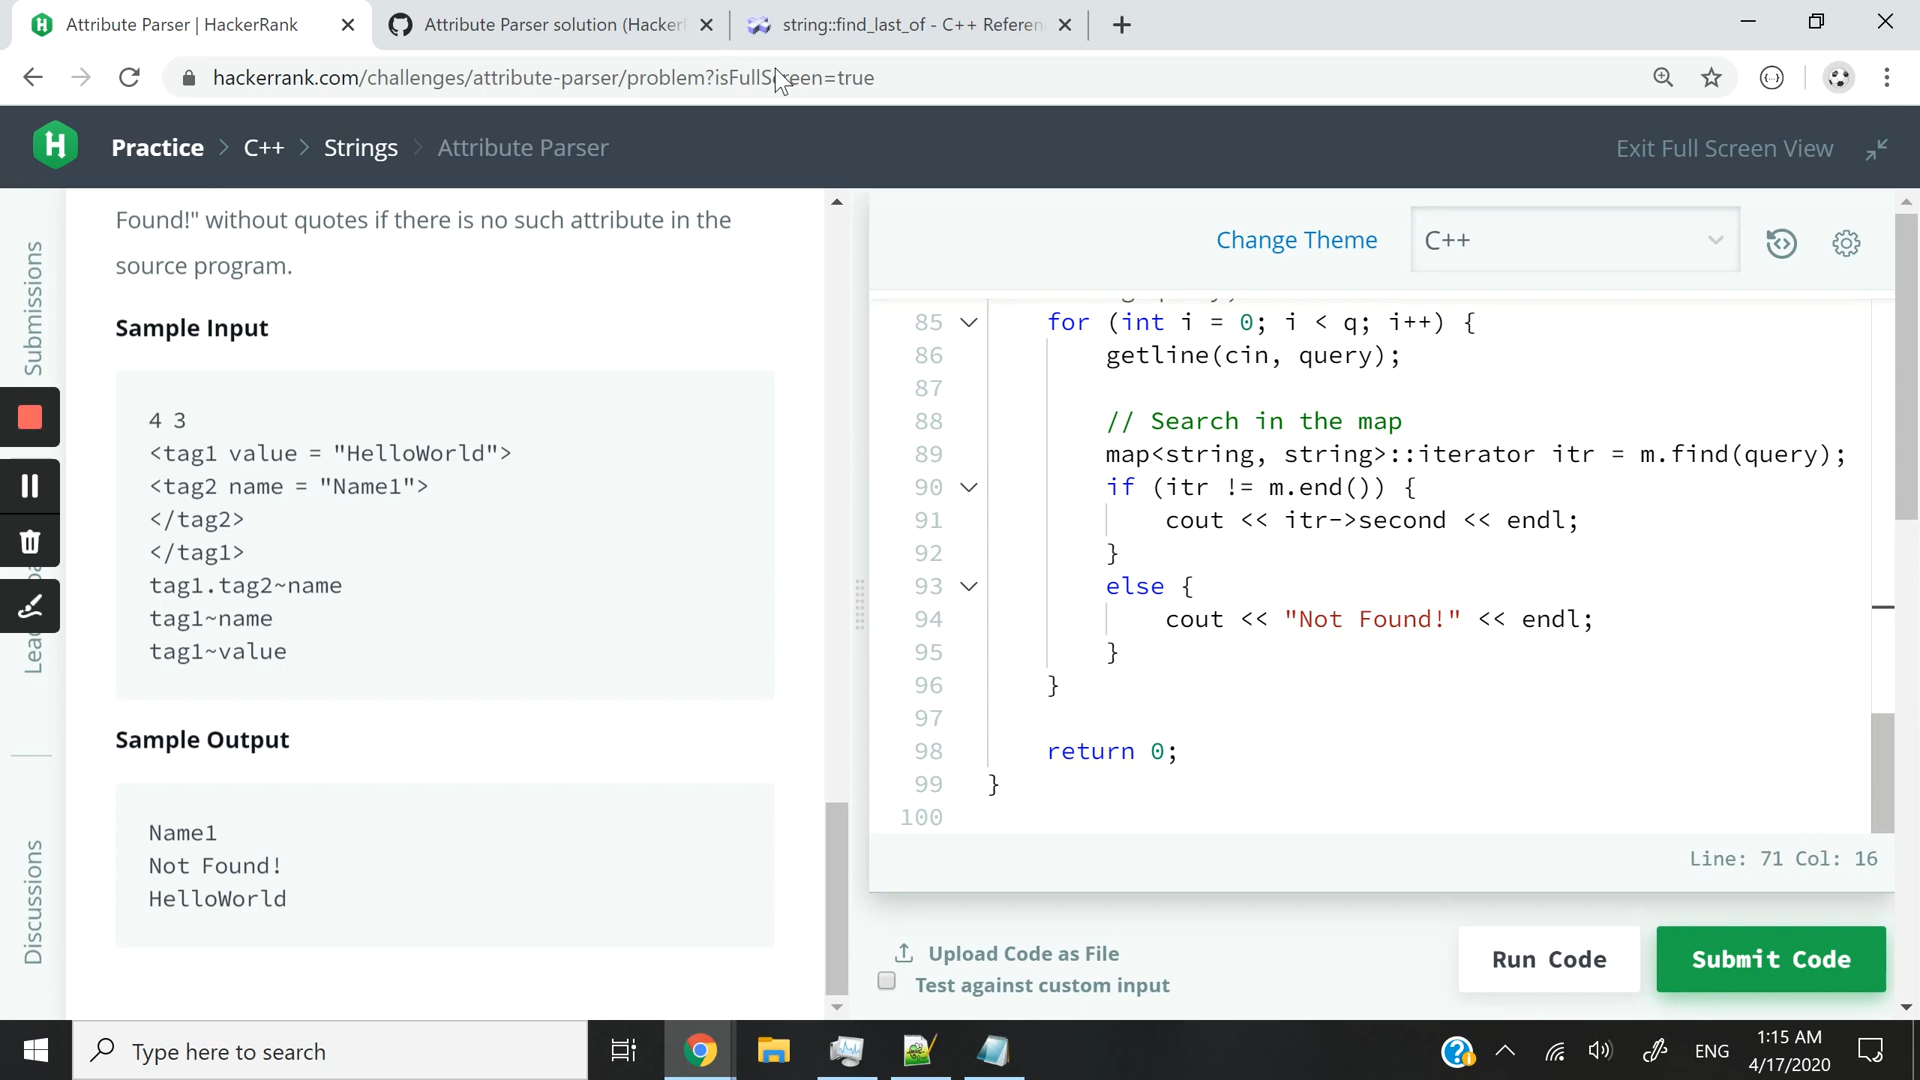 Attribute Parser | HackerRank
Attribute Parser solution (Hacker
string::find_last_of - C++ Referen
hackerrank.com/challenges/attribute-parser/problem?isFullScreen=true
H
Practice > C++ > Strings > Attribute Parser
Exit Full Screen View
Submissions
Discussions
Found!" without quotes if there is no such attribute in the
source program.
Sample Input
4 3
<tag1 value = "HelloWorld">
<tag2 name = "Name1">
</tag2>
</tag1>
tag1.tag2~name
tag1~name
tag1~value
Sample Output
Name1
Not Found!
HelloWorld
Change Theme
C++
85 for (int i = 0; i < q; i++) {
86 getline(cin, query);
87
88 // Search in the map
89 map<string, string>::iterator itr = m.find(query);
90 if (itr != m.end()) {
91 cout << itr->second << endl;
92 }
93 else {
94 cout << "Not Found!" << endl;
95 }
96 }
97
98 return 0;
99 }
100
Line: 71 Col: 16
Upload Code as File
Test against custom input
Run Code
Submit Code
Type here to search
ENG
1:15 AM
4/17/2020